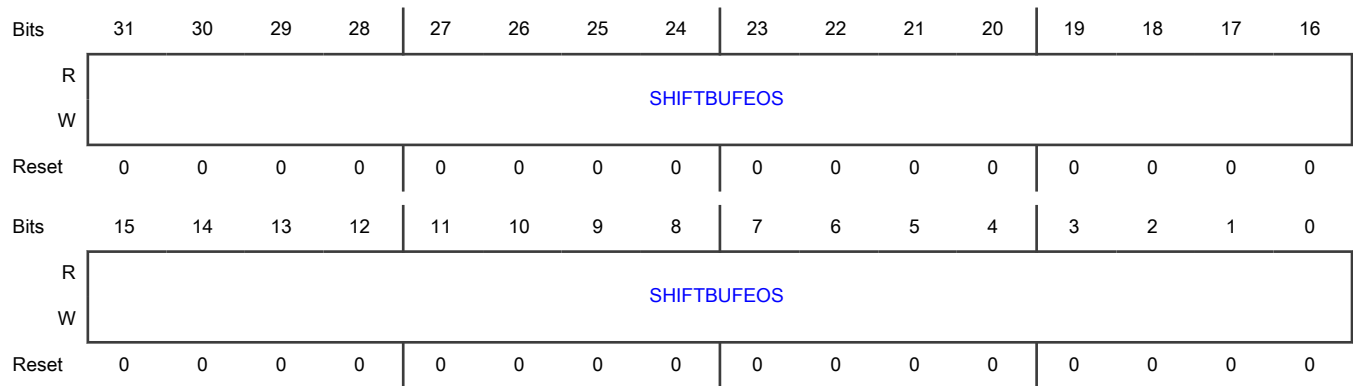 Bits 31 30 29 28 27 26 25 24 23 22 21 20 19 18 17 16
R
SHIFTBUFEOS
W
Reset 0 0 0 0 0 0 0 0 0 0 0 0 0 0 0 0
Bits 15 14 13 12 11 10 9 8 7 6 5 4 3 2 1 0
R
SHIFTBUFEOS
W
Reset 0 0 0 0 0 0 0 0 0 0 0 0 0 0 0 0